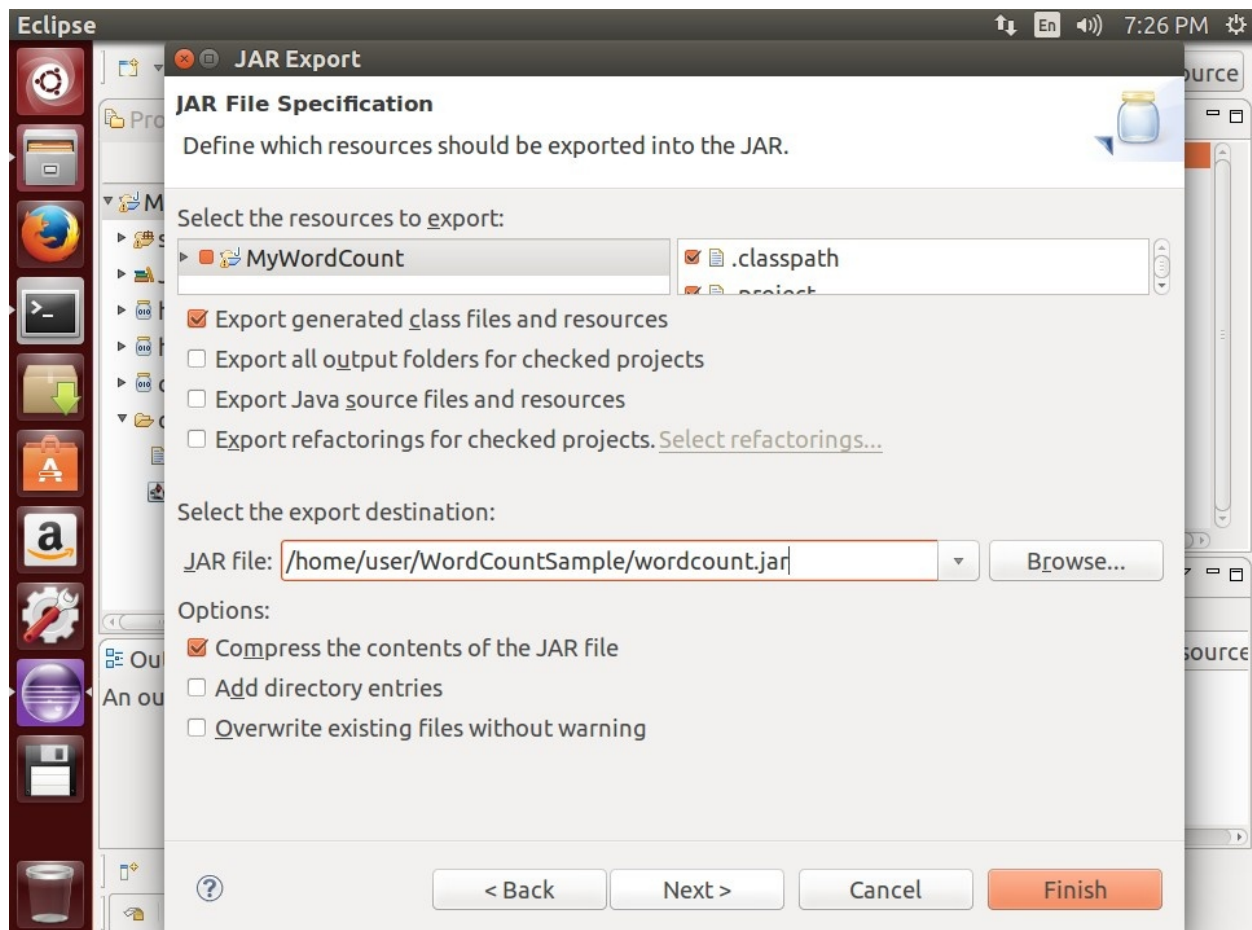 Eclipse
En
7:26 PM
JAR Export
JAR File Specification
Define which resources should be exported into the JAR.
Select the resources to export:
MyWordCount
.classpath
.project
Export generated class files and resources
Export all output folders for checked projects
Export Java source files and resources
Export refactorings for checked projects. Select refactorings...
Select the export destination:
JAR file: /home/user/WordCountSample/wordcount.jar
Browse...
Options:
Compress the contents of the JAR file
Add directory entries
Overwrite existing files without warning
An
< Back
Next >
Cancel
Finish